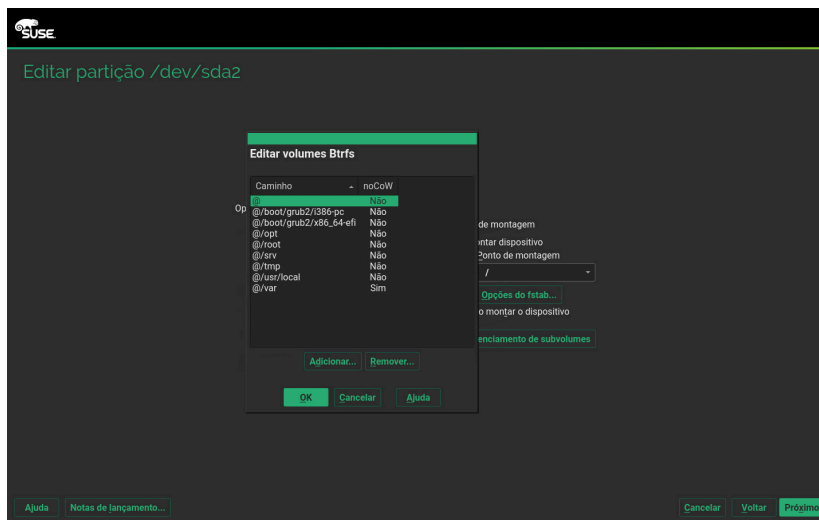 SUSE.
Editar partição /dev/sda2
Editar volumes Btrfs
Caminho noCoW
@ Não
@/boot/grub2/i386-pc Não
@/boot/grub2/x86_64-efi Não
@/opt Não
@/root Não
@/srv Não
@/tmp Não
@/usr/local Não
@/var Sim
Adicionar... Remover...
OK Cancelar Ajuda
Op
de montagem
ontar dispositivo
Ponto de montagem
/
Opções do fstab...
o montar o dispositivo
enciamento de subvolumes
Ajuda Notas de lançamento... Cancelar Voltar Próximo